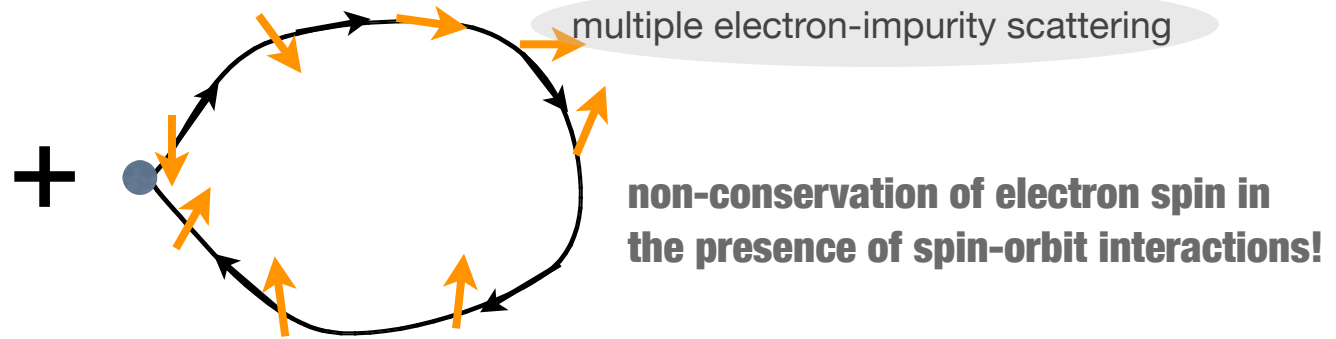 multiple electron-impurity scattering
+
non-conservation of electron spin in
the presence of spin-orbit interactions!